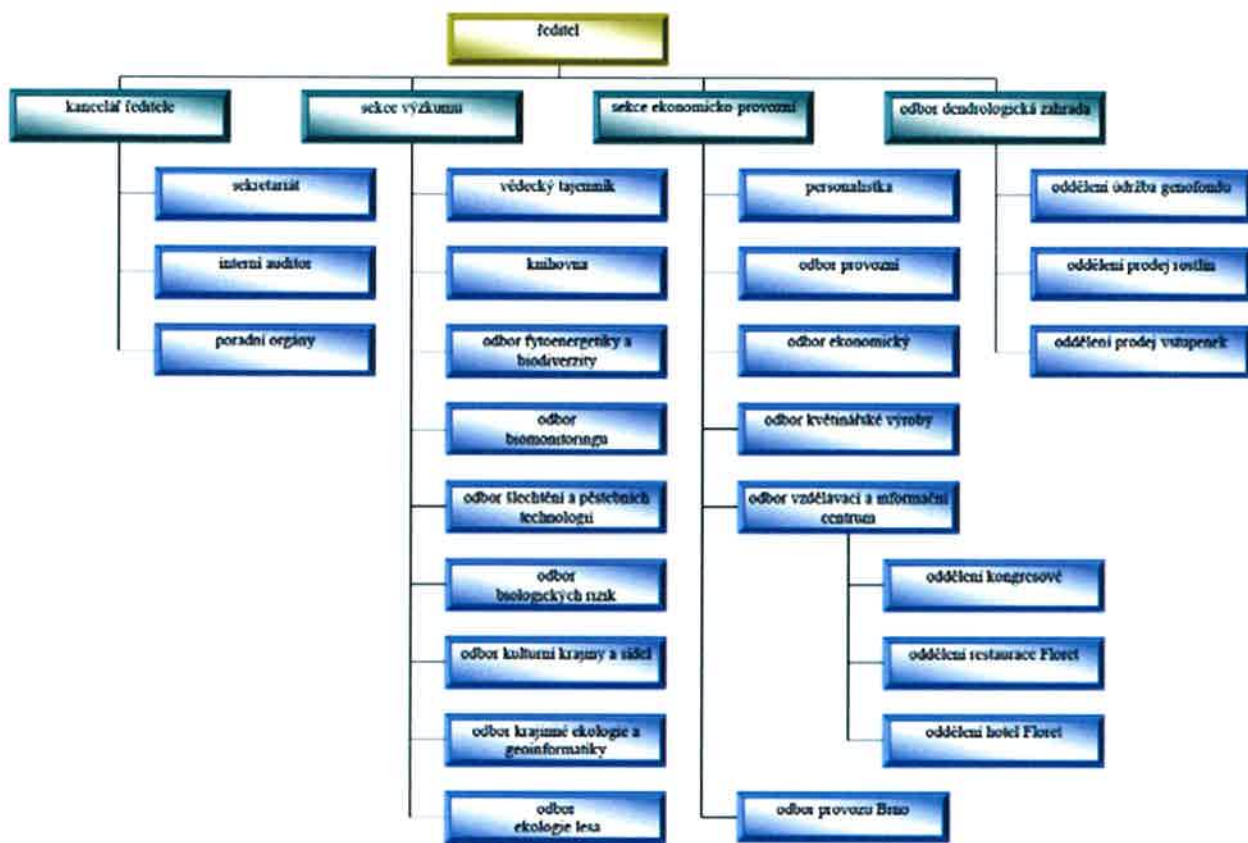 ředitel
kancelář ředitele
sekce výzkumu
sekce ekonomicko provozní
odbor dendrologická zahrada
sekretariát
interní auditor
poradní orgány
vědecký tajemník
knihovna
odbor fytoenergetiky a
biodiverzity
odbor
biomonitoringu
odbor šlechtění a pěstebních
technologií
odbor
biologických rizik
odbor kulturní krajiny a sídel
odbor krajinné ekologie a
geoinformatiky
odbor
ekologie lesa
personalistka
odbor provozní
odbor ekonomický
odbor květinářské výroby
odbor vzdělávací a informační
centrum
oddělení kongresové
oddělení restaurace Floret
oddělení hotel Floret
odbor provozu Brno
oddělení údržba genofondu
oddělení prodej rostlin
oddělení prodej vstupenek